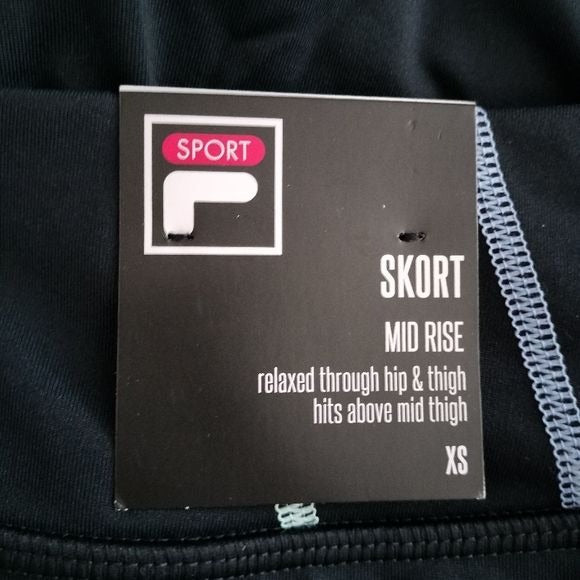 SPORT
SKORT
MID RISE
relaxed through hip & thigh
hits above mid thigh
XS